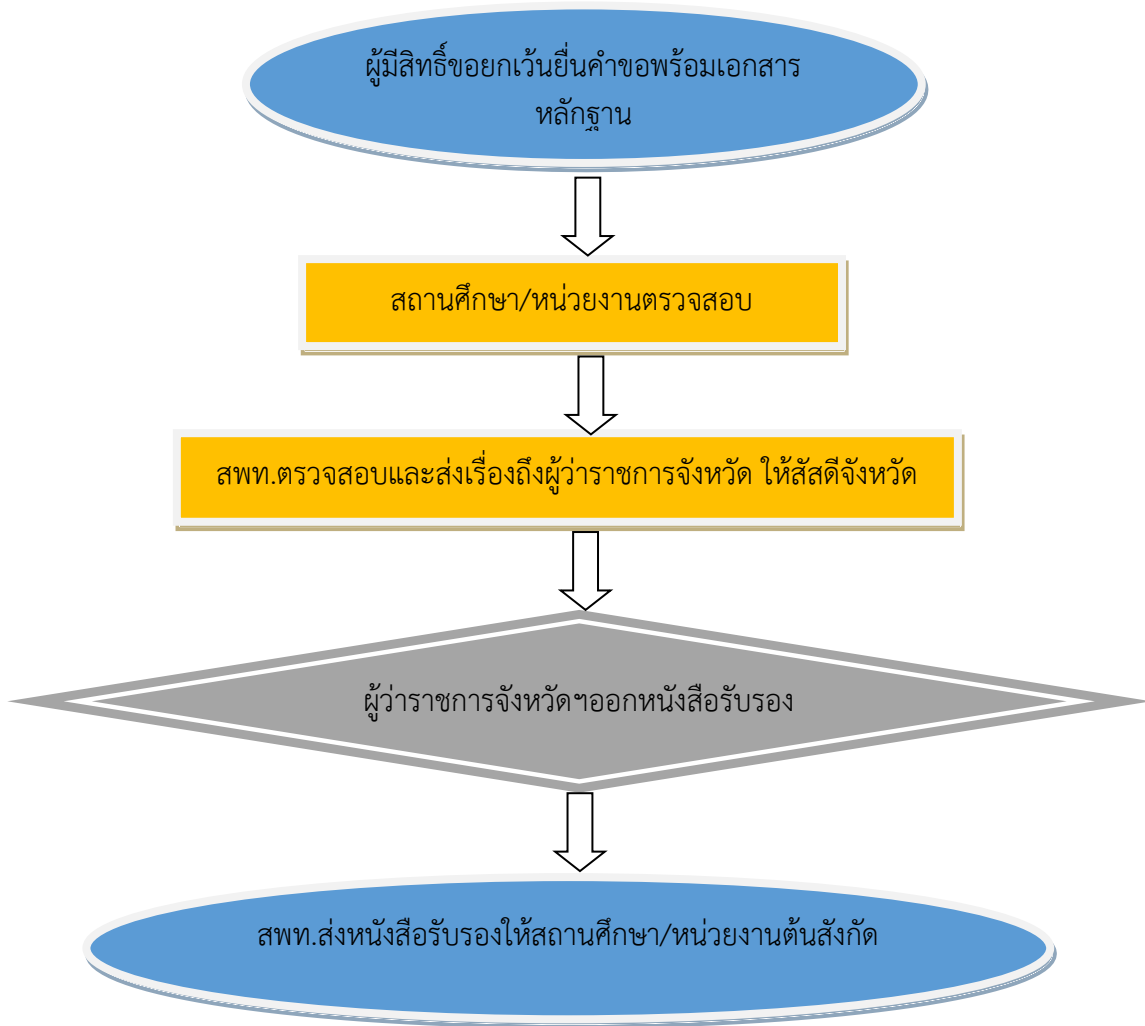 ผู้มีสิทธิ์ขอยกเว้นยื่นคำขอพร้อมเอกสาร
หลักฐาน
สถานศึกษา/หน่วยงานตรวจสอบ
สพท.ตรวจสอบและส่งเรื่องถึงผู้ว่าราชการจังหวัด ให้สัสดีจังหวัด
ผู้ว่าราชการจังหวัดฯออกหนังสือรับรอง
สพท.ส่งหนังสือรับรองให้สถานศึกษา/หน่วยงานต้นสังกัด